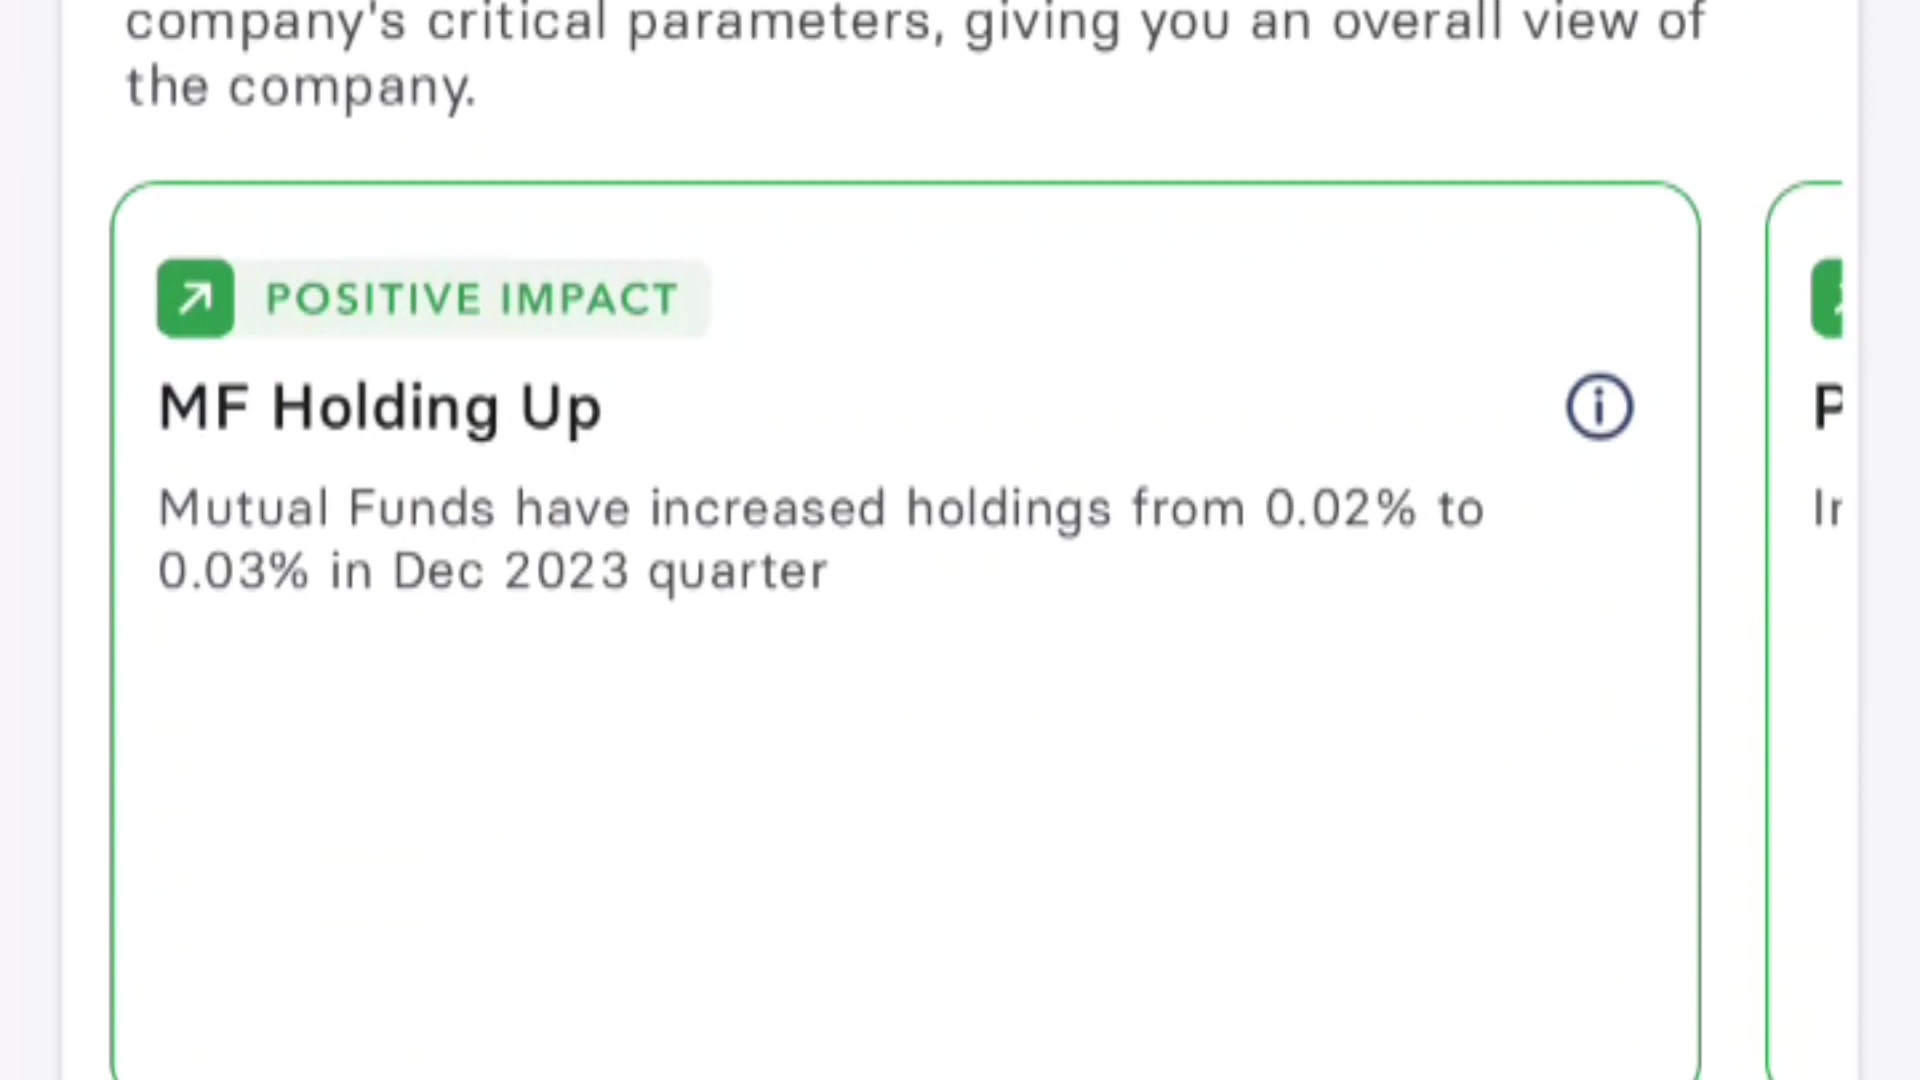 company's critical parameters, giving you an overall view of
the company.
POSITIVE IMPACT
MF Holding Up
Mutual Funds have increased holdings from 0.02% to
0.03% in Dec 2023 quarter